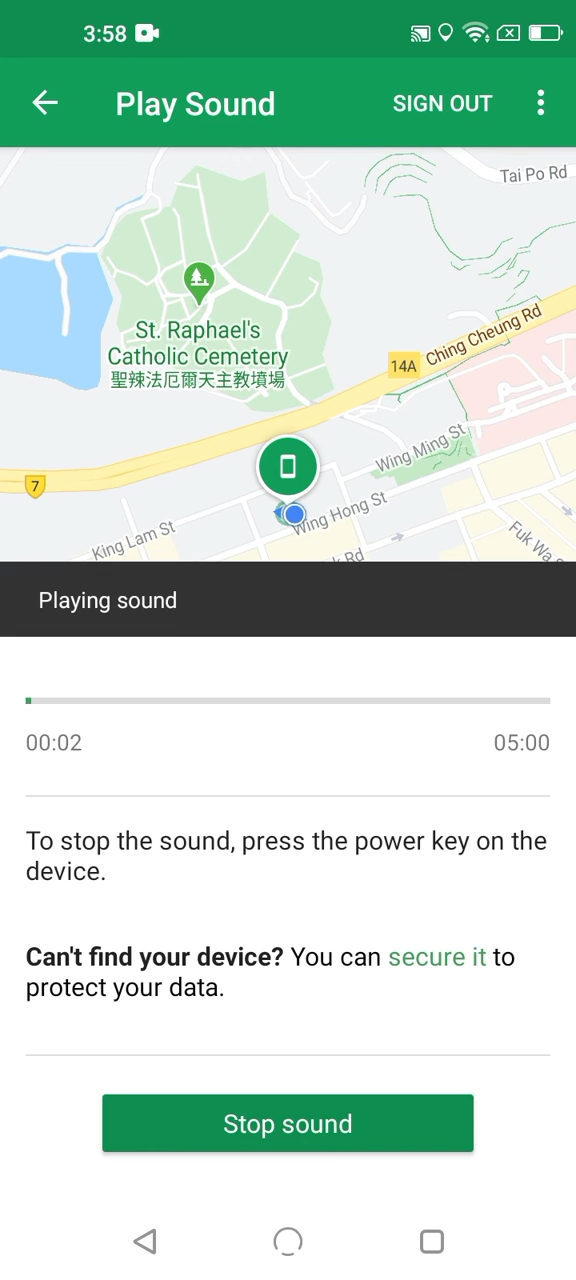 3:58
Play Sound
SIGN OUT
Tai Po Rd
St. Raphael's
Catholic Cemetery
聖辣法厄爾天主教墳場
14A
Ching Cheung Rd
7
Wing Ming St
Wing Hong St
King Lam St
Rd
Fuk Wa
Playing sound
00:02
05:00
To stop the sound, press the power key on the
device.
Can't find your device? You can secure it to
protect your data.
Stop sound